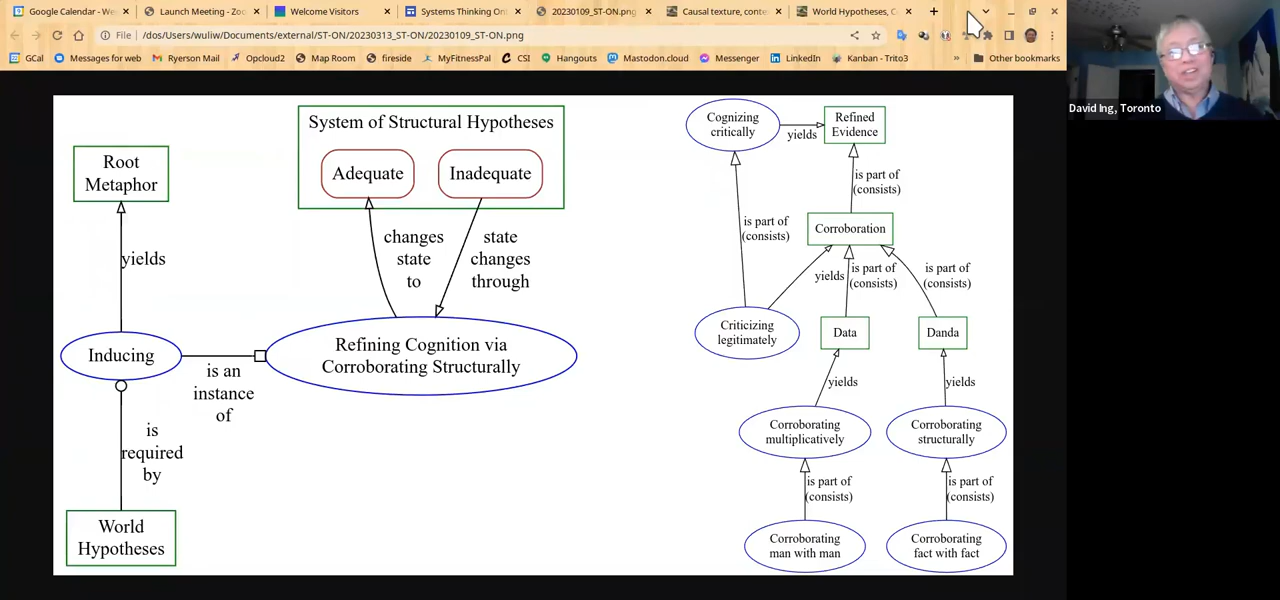 Google Calendar - We
Launch Meeting - Zoo
Welcome Visitors
Systems Thinking On
20230109_ST-ON.png
Causal texture, conte
World Hypotheses, C
File
/dos/Users/wuliw/Documents/external/ST-ON/20230313_ST-ON/20230109_ST-ON.png
GCal
Messages for web
Ryerson Mail
Opcloud2
Map Room
fireside
MyFitnessPal
CSI
Hangouts
Mastodon.cloud
Messenger
LinkedIn
Kanban - Trito3
»
Other bookmarks
David Ing, Toronto
System of Structural Hypotheses
Adequate
Inadequate
Root
Metaphor
yields
changes
state
to
state
changes
through
Inducing
is an
instance
of
Refining Cognition via
Corroborating Structurally
is
required
by
World
Hypotheses
Cognizing
critically
yields
Refined
Evidence
is part of
(consists)
is part of
(consists)
Corroboration
yields
is part of
(consists)
is part of
(consists)
Criticizing
legitimately
Data
Danda
yields
yields
Corroborating
multiplicatively
Corroborating
structurally
is part of
(consists)
is part of
(consists)
Corroborating
man with man
Corroborating
fact with fact